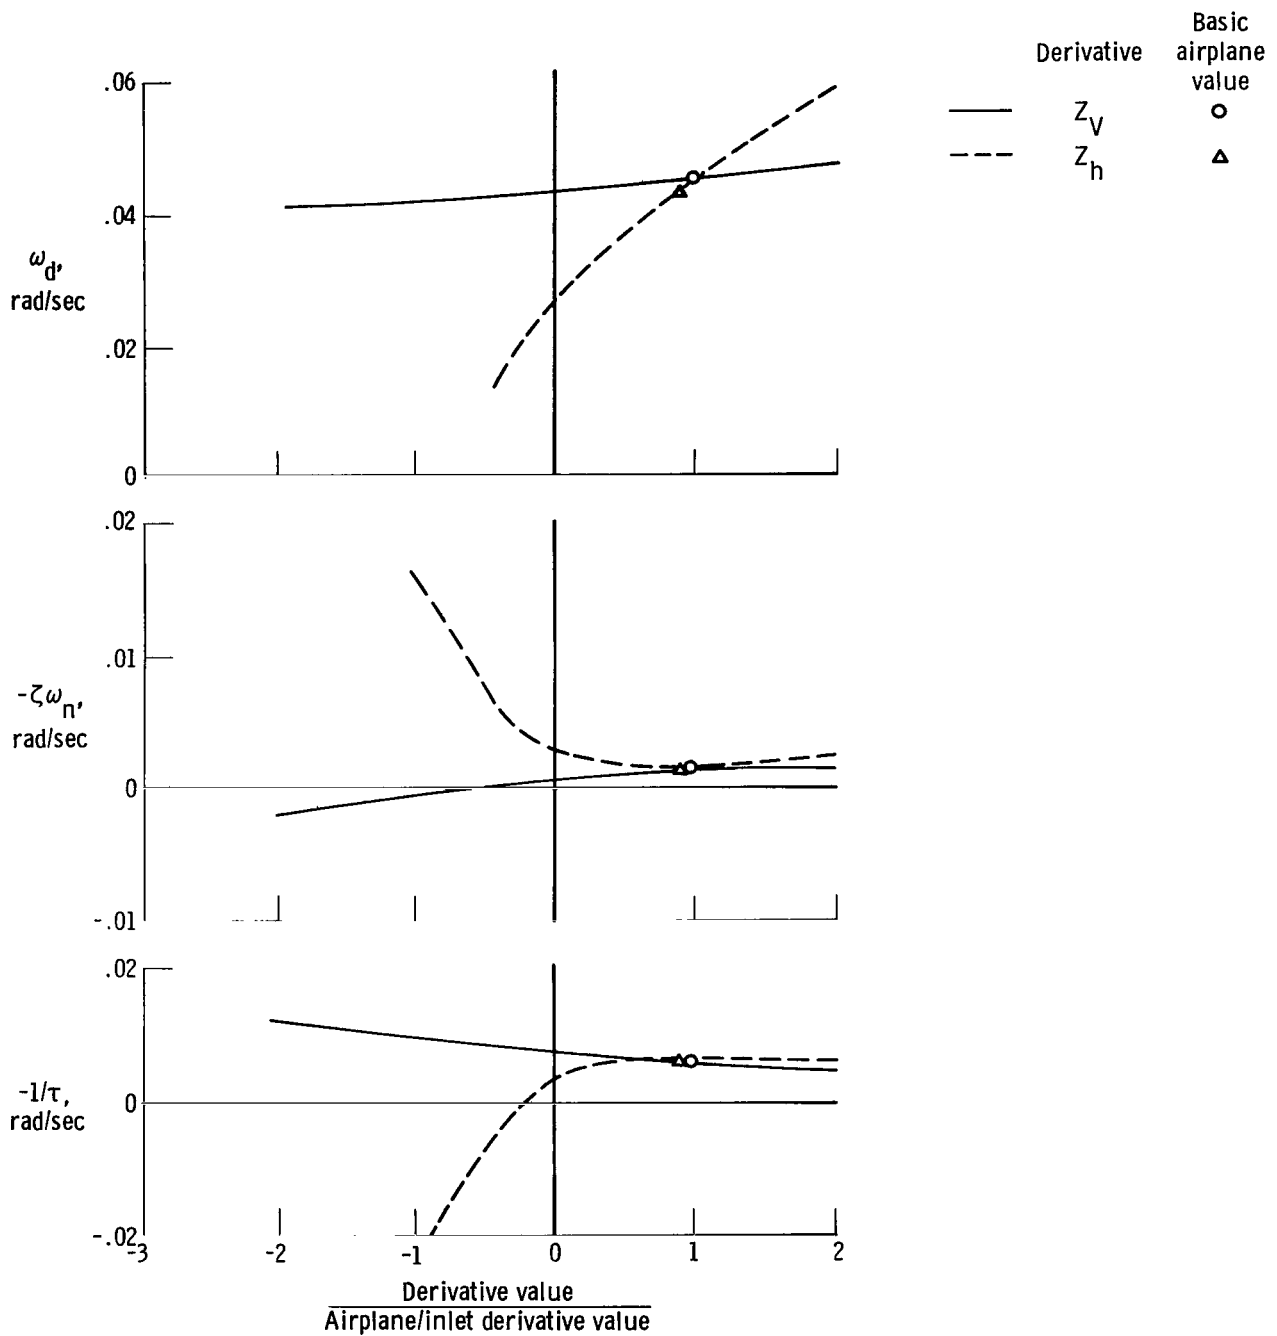 Derivative
Basic airplane value
Z_V
Z_h
.06
.04
.02
0
ω_d,
rad/sec
.02
.01
0
-.01
-ζω_n,
rad/sec
.02
0
-.02
-1/τ,
rad/sec
-3 -2 -1 0 1 2
Derivative value
Airplane/inlet derivative value